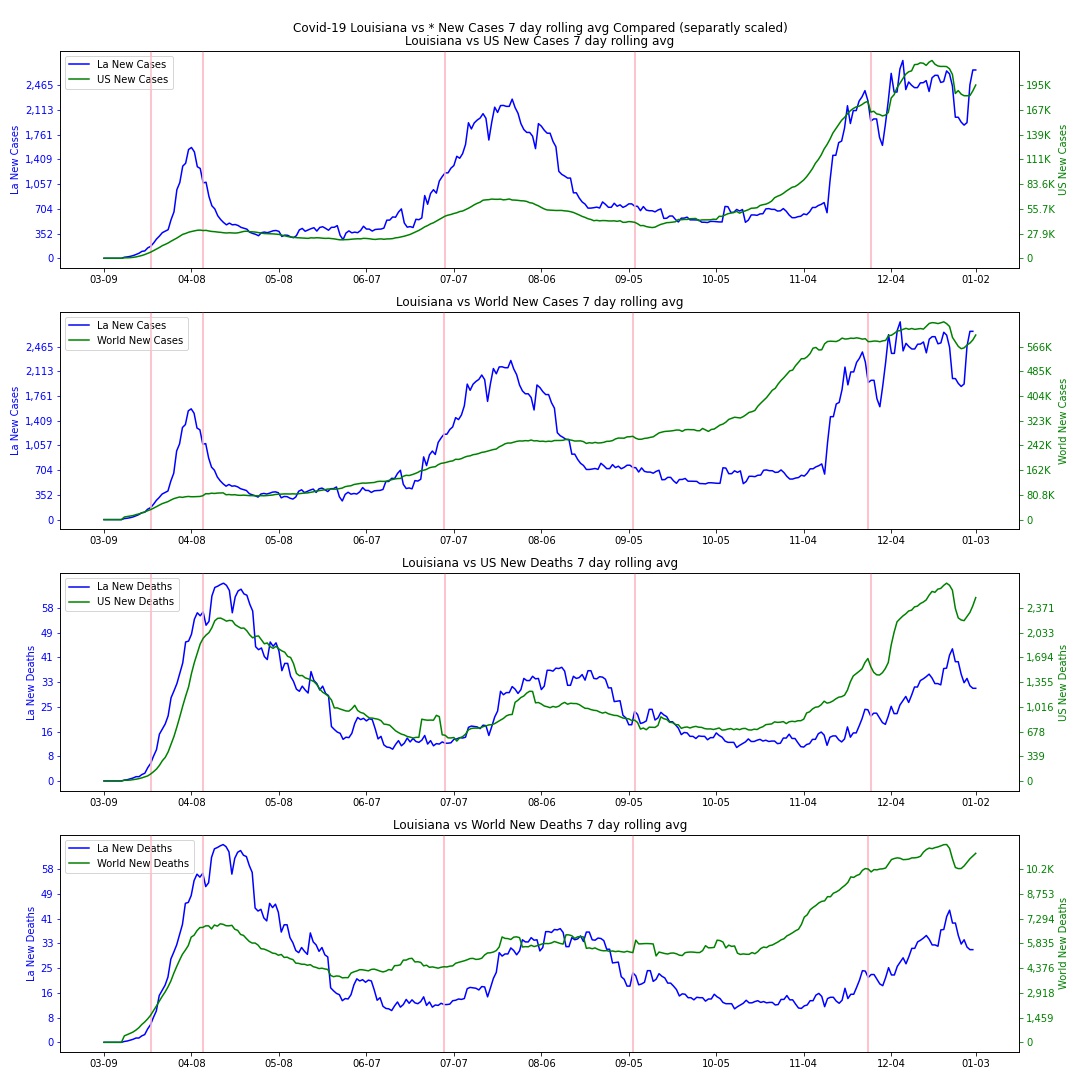 Covid-19 Louisiana vs * New Cases 7 day rolling avg Compared (separatly scaled)
Louisiana vs US New Cases 7 day rolling avg
La New Cases
US New Cases
2,465
2,113
1,761
1,409
1,057
704
352
0
La New Cases
195K
167K
139K
111K
83.6K
55.7K
27.9K
0
US New Cases
03-09 04-08 05-08 06-07 07-07 08-06 09-05 10-05 11-04 12-04 01-02
Louisiana vs World New Cases 7 day rolling avg
La New Cases
World New Cases
2,465
2,113
1,761
1,409
1,057
704
352
0
La New Cases
566K
485K
404K
323K
242K
162K
80.8K
0
World New Cases
03-09 04-08 05-08 06-07 07-07 08-06 09-05 10-05 11-04 12-04 01-03
Louisiana vs US New Deaths 7 day rolling avg
La New Deaths
US New Deaths
58
49
41
33
25
16
8
0
La New Deaths
2,371
2,033
1,694
1,355
1,016
678
339
0
US New Deaths
03-09 04-08 05-08 06-07 07-07 08-06 09-05 10-05 11-04 12-04 01-02
Louisiana vs World New Deaths 7 day rolling avg
La New Deaths
World New Deaths
58
49
41
33
25
16
8
0
La New Deaths
10.2K
8,753
7,294
5,835
4,376
2,918
1,459
0
World New Deaths
03-09 04-08 05-08 06-07 07-07 08-06 09-05 10-05 11-04 12-04 01-03